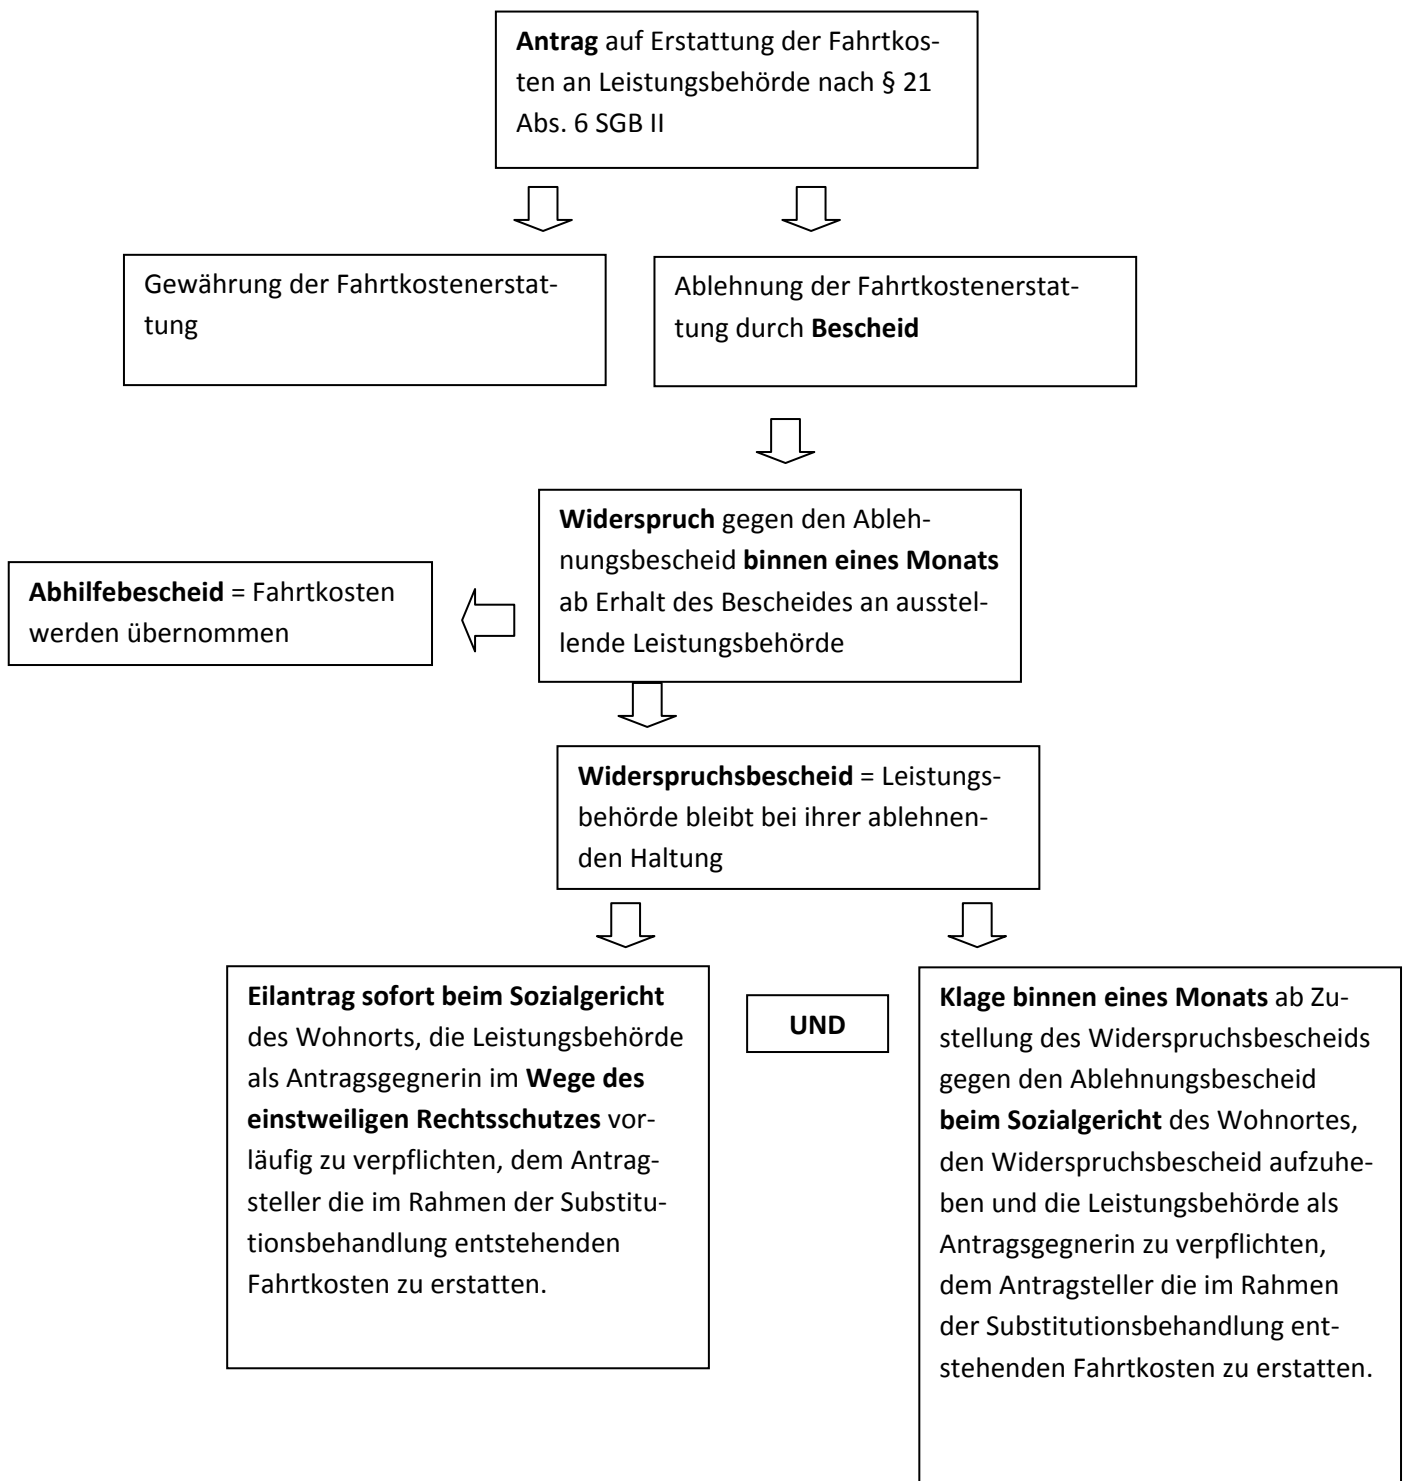 Antrag auf Erstattung der Fahrtkos-
ten an Leistungsbehörde nach § 21
Abs. 6 SGB II
Gewährung der Fahrtkostenerstat-
tung
Ablehnung der Fahrtkostenerstat-
tung durch Bescheid
Widerspruch gegen den Ableh-
nungsbescheid binnen eines Monats
ab Erhalt des Bescheides an ausstel-
lende Leistungsbehörde
Abhilfebescheid = Fahrtkosten
werden übernommen
Widerspruchsbescheid = Leistungs-
behörde bleibt bei ihrer ablehnen-
den Haltung
Eilantrag sofort beim Sozialgericht
des Wohnorts, die Leistungsbehörde
als Antragsgegnerin im Wege des
einstweiligen Rechtsschutzes vor-
läufig zu verpflichten, dem Antrag-
steller die im Rahmen der Substitu-
tionsbehandlung entstehenden
Fahrtkosten zu erstatten.
UND
Klage binnen eines Monats ab Zu-
stellung des Widerspruchsbescheids
gegen den Ablehnungsbescheid
beim Sozialgericht des Wohnortes,
den Widerspruchsbescheid aufzuhe-
ben und die Leistungsbehörde als
Antragsgegnerin zu verpflichten,
dem Antragsteller die im Rahmen
der Substitutionsbehandlung ent-
stehenden Fahrtkosten zu erstatten.